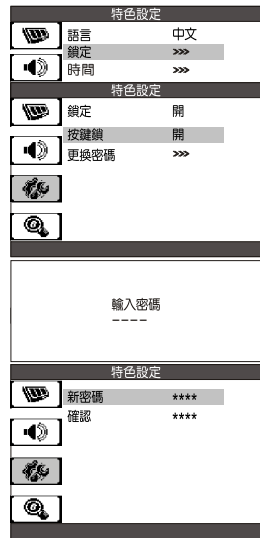 特色設定
語言 中文
鎖定 >>>
時間 >>>
特色設定
鎖定 開
按鍵鎖 開
更換密碼 >>>
輸入密碼
----
特色設定
新密碼 ****
確認 ****